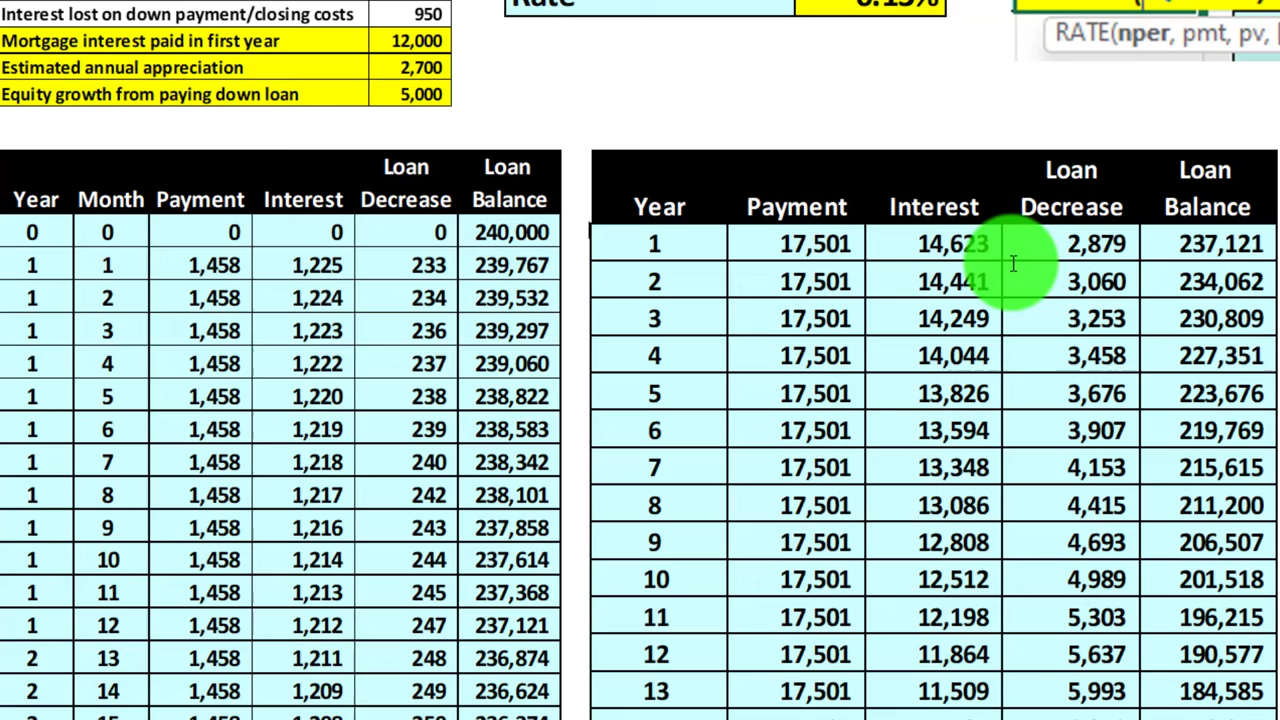 Interest lost on down payment/closing costs 950
Mortgage interest paid in first year 12,000
Estimated annual appreciation 2,700
Equity growth from paying down loan 5,000
Rate 6.13%
RATE(nper, pmt, pv,
Year Month Payment Interest Loan Decrease Loan Balance
0 0 0 0 0 240,000
1 1 1,458 1,225 233 239,767
1 2 1,458 1,224 234 239,532
1 3 1,458 1,223 236 239,297
1 4 1,458 1,222 237 239,060
1 5 1,458 1,220 238 238,822
1 6 1,458 1,219 239 238,583
1 7 1,458 1,218 240 238,342
1 8 1,458 1,217 242 238,101
1 9 1,458 1,216 243 237,858
1 10 1,458 1,214 244 237,614
1 11 1,458 1,213 245 237,368
1 12 1,458 1,212 247 237,121
2 13 1,458 1,211 248 236,874
2 14 1,458 1,209 249 236,624
Year Payment Interest Loan Decrease Loan Balance
1 17,501 14,623 2,879 237,121
2 17,501 14,441 3,060 234,062
3 17,501 14,249 3,253 230,809
4 17,501 14,044 3,458 227,351
5 17,501 13,826 3,676 223,676
6 17,501 13,594 3,907 219,769
7 17,501 13,348 4,153 215,615
8 17,501 13,086 4,415 211,200
9 17,501 12,808 4,693 206,507
10 17,501 12,512 4,989 201,518
11 17,501 12,198 5,303 196,215
12 17,501 11,864 5,637 190,577
13 17,501 11,509 5,993 184,585